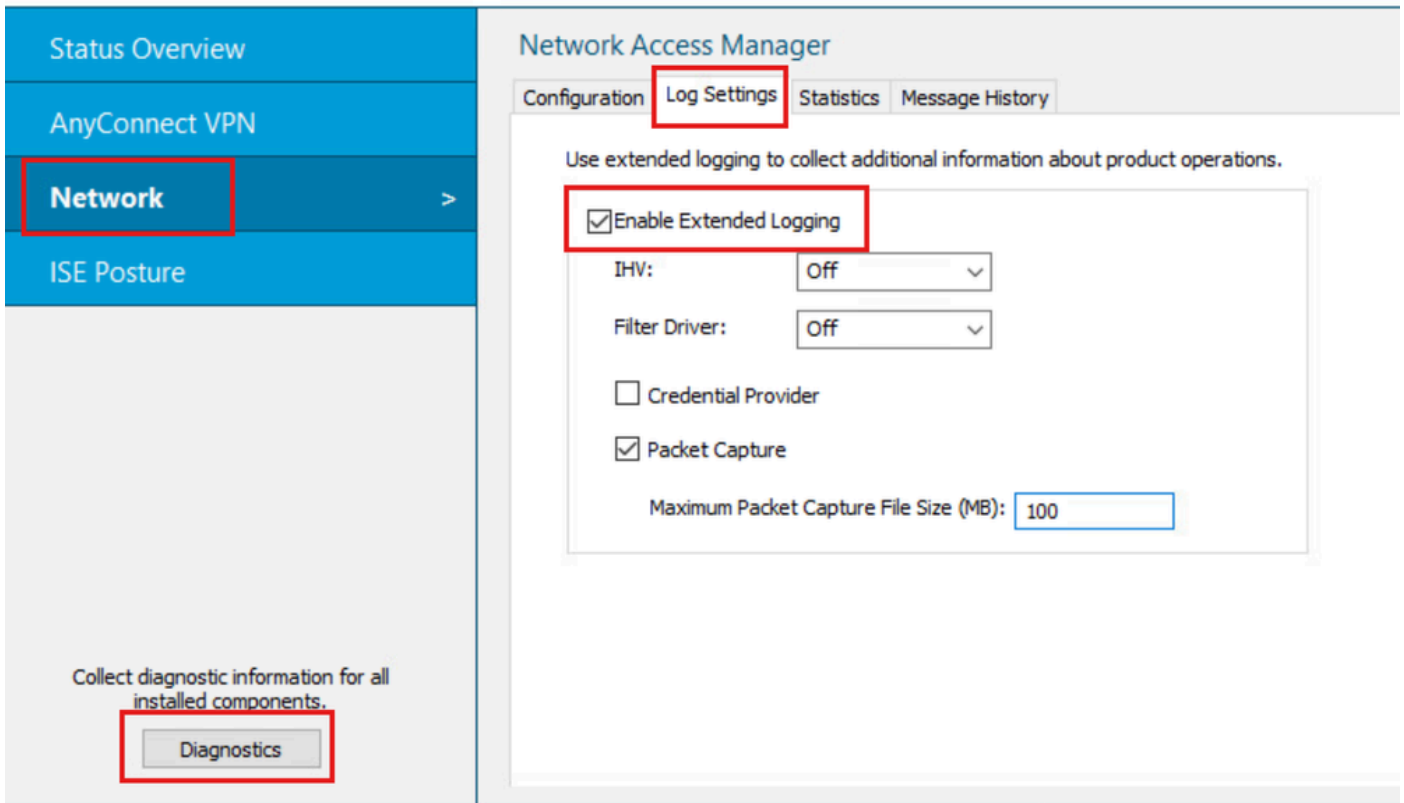 Status Overview
AnyConnect VPN
Network >
ISE Posture
Collect diagnostic information for all
installed components.
Diagnostics
Network Access Manager
Configuration Log Settings Statistics Message History
Use extended logging to collect additional information about product operations.
Enable Extended Logging
IHV: Off
Filter Driver: Off
Credential Provider
Packet Capture
Maximum Packet Capture File Size (MB): 100